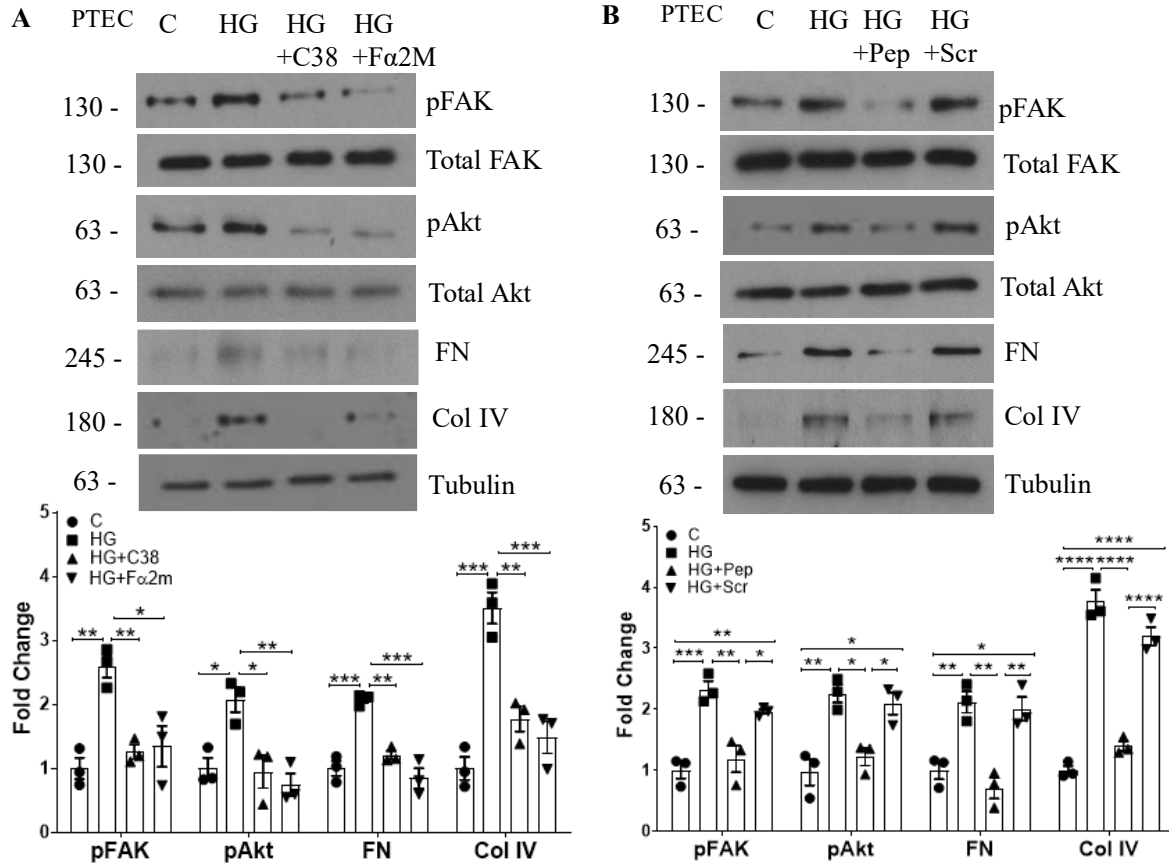 A PTEC C HG HG HG
+C38 +Fα2M
130 - pFAK
130 - Total FAK
63 - pAkt
63 - Total Akt
245 - FN
180 - Col IV
63 - Tubulin
Fold Change
5
4
3
2
1
0
C
HG
HG+C38
HG+Fα2m
** ** *
* * **
*** ** ***
*** ** ***
pFAK pAkt FN Col IV
B PTEC C HG HG HG
+Pep +Scr
130 - pFAK
130 - Total FAK
63 - pAkt
63 - Total Akt
245 - FN
180 - Col IV
63 - Tubulin
Fold Change
5
4
3
2
1
0
C
HG
HG+Pep
HG+Scr
**
*** ** *
*
** * *
*
** ** **
****
**** **** ****
pFAK pAkt FN Col IV